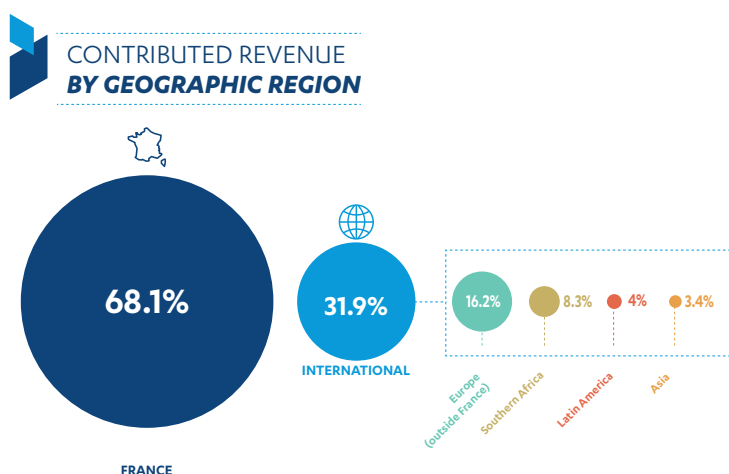 CONTRIBUTED REVENUE
BY GEOGRAPHIC REGION
68.1%
31.9%
16.2%
8.3%
4%
3.4%
INTERNATIONAL
Europe
(outside France)
Southern Africa
Latin America
Asia
FRANCE